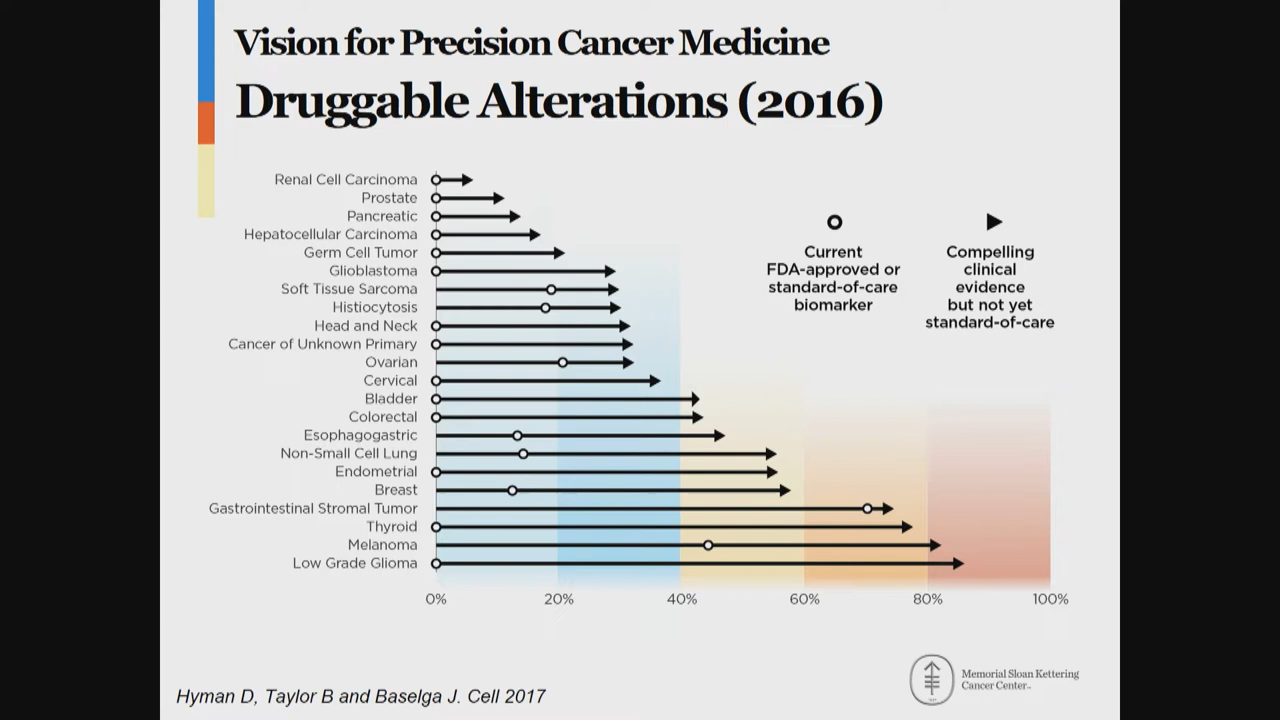 Vision for Precision Cancer Medicine
Druggable Alterations (2016)
Renal Cell Carcinoma
Prostate
Pancreatic
Hepatocellular Carcinoma
Germ Cell Tumor
Glioblastoma
Soft Tissue Sarcoma
Histiocytosis
Head and Neck
Cancer of Unknown Primary
Ovarian
Cervical
Bladder
Colorectal
Esophagogastric
Non-Small Cell Lung
Endometrial
Breast
Gastrointestinal Stromal Tumor
Thyroid
Melanoma
Low Grade Glioma
0% 20% 40% 60% 80% 100%
Current
FDA-approved or
standard-of-care
biomarker
Compelling
clinical
evidence
but not yet
standard-of-care
Hyman D, Taylor B and Baselga J. Cell 2017
Memorial Sloan Kettering
Cancer Center